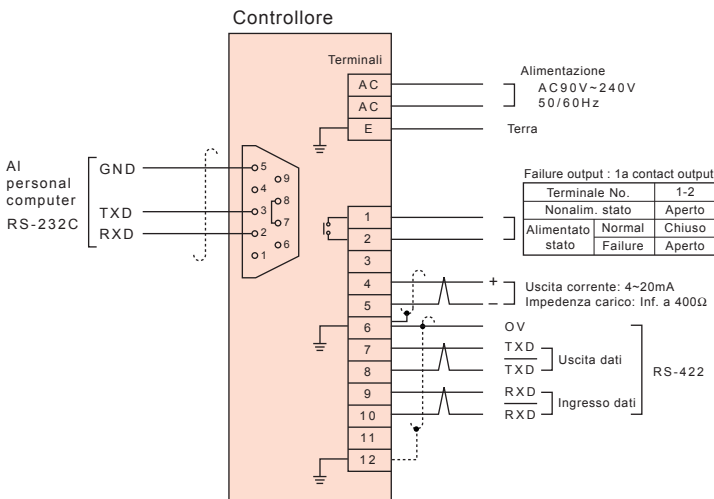 Controllore
Terminali
AC
AC
E
Alimentazione
AC90V~240V
50/60Hz
Terra
Al
personal
computer
RS-232C
GND
TXD
RXD
5
9
4
8
3
7
2
6
1
Failure output : 1a contact output
Terminale No. 1-2
Nonalim. stato Aperto
Alimentato stato Normal Chiuso
Failure Aperto
1
2
3
4
5
6
7
8
9
10
11
12
+
−
Uscita corrente: 4~20mA
Impedenza carico: Inf. a 400Ω
OV
TXD
TXD
Uscita dati
RXD
RXD
Ingresso dati
RS-422